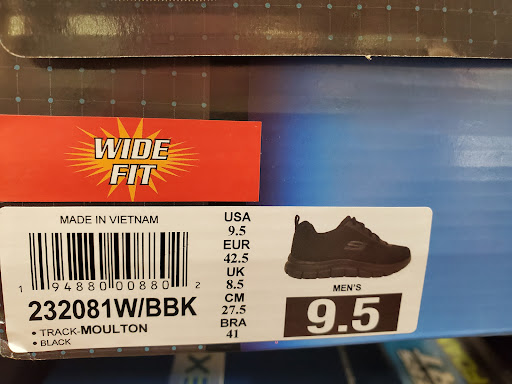 WIDE
FIT
MADE IN VIETNAM
1 94880 00880 2
232081W/BBK
• TRACK-MOULTON
• BLACK
USA
9.5
EUR
42.5
UK
8.5
CM
27.5
BRA
41
MEN'S
9.5